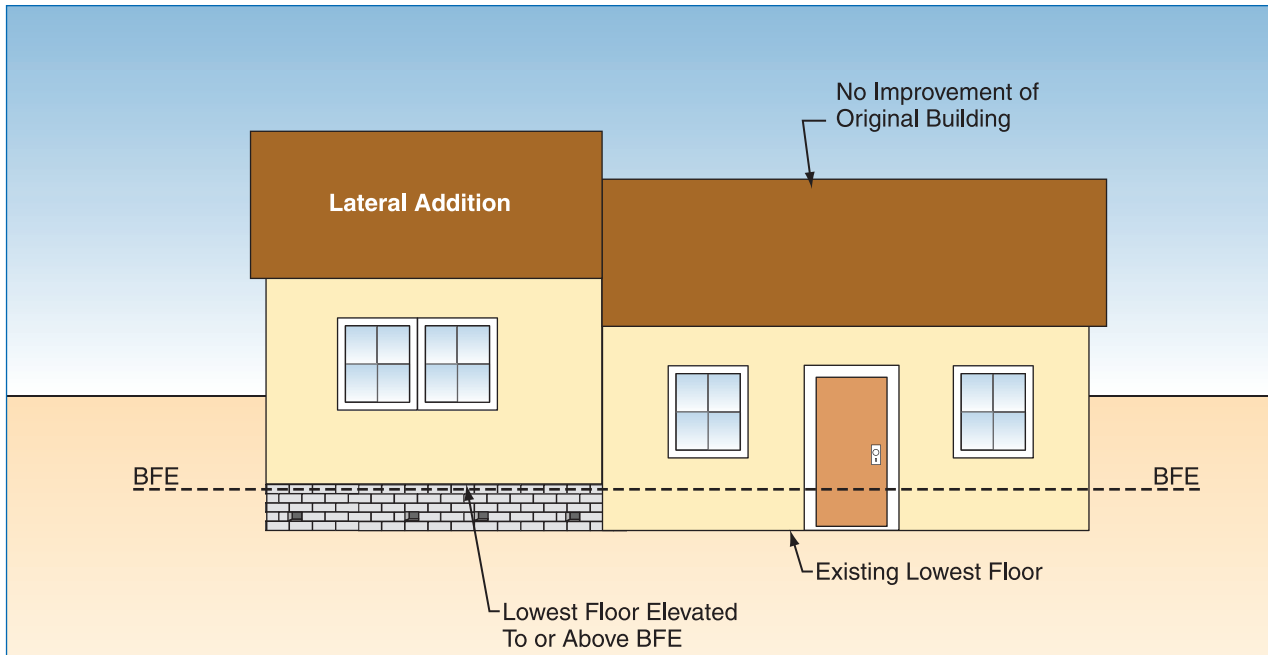 No Improvement of
Original Building
Lateral Addition
BFE
BFE
Existing Lowest Floor
Lowest Floor Elevated
To or Above BFE